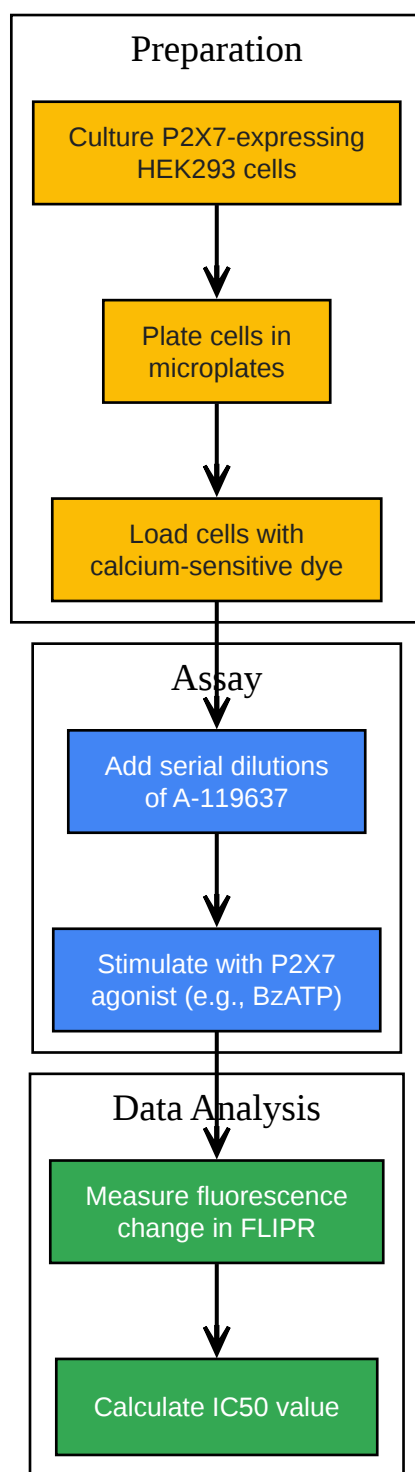 Preparation
Culture P2X7-expressing
HEK293 cells
Plate cells in
microplates
Load cells with
calcium-sensitive dye
Assay
Add serial dilutions
of A-119637
Stimulate with P2X7
agonist (e.g., BzATP)
Data Analysis
Measure fluorescence
change in FLIPR
Calculate IC50 value